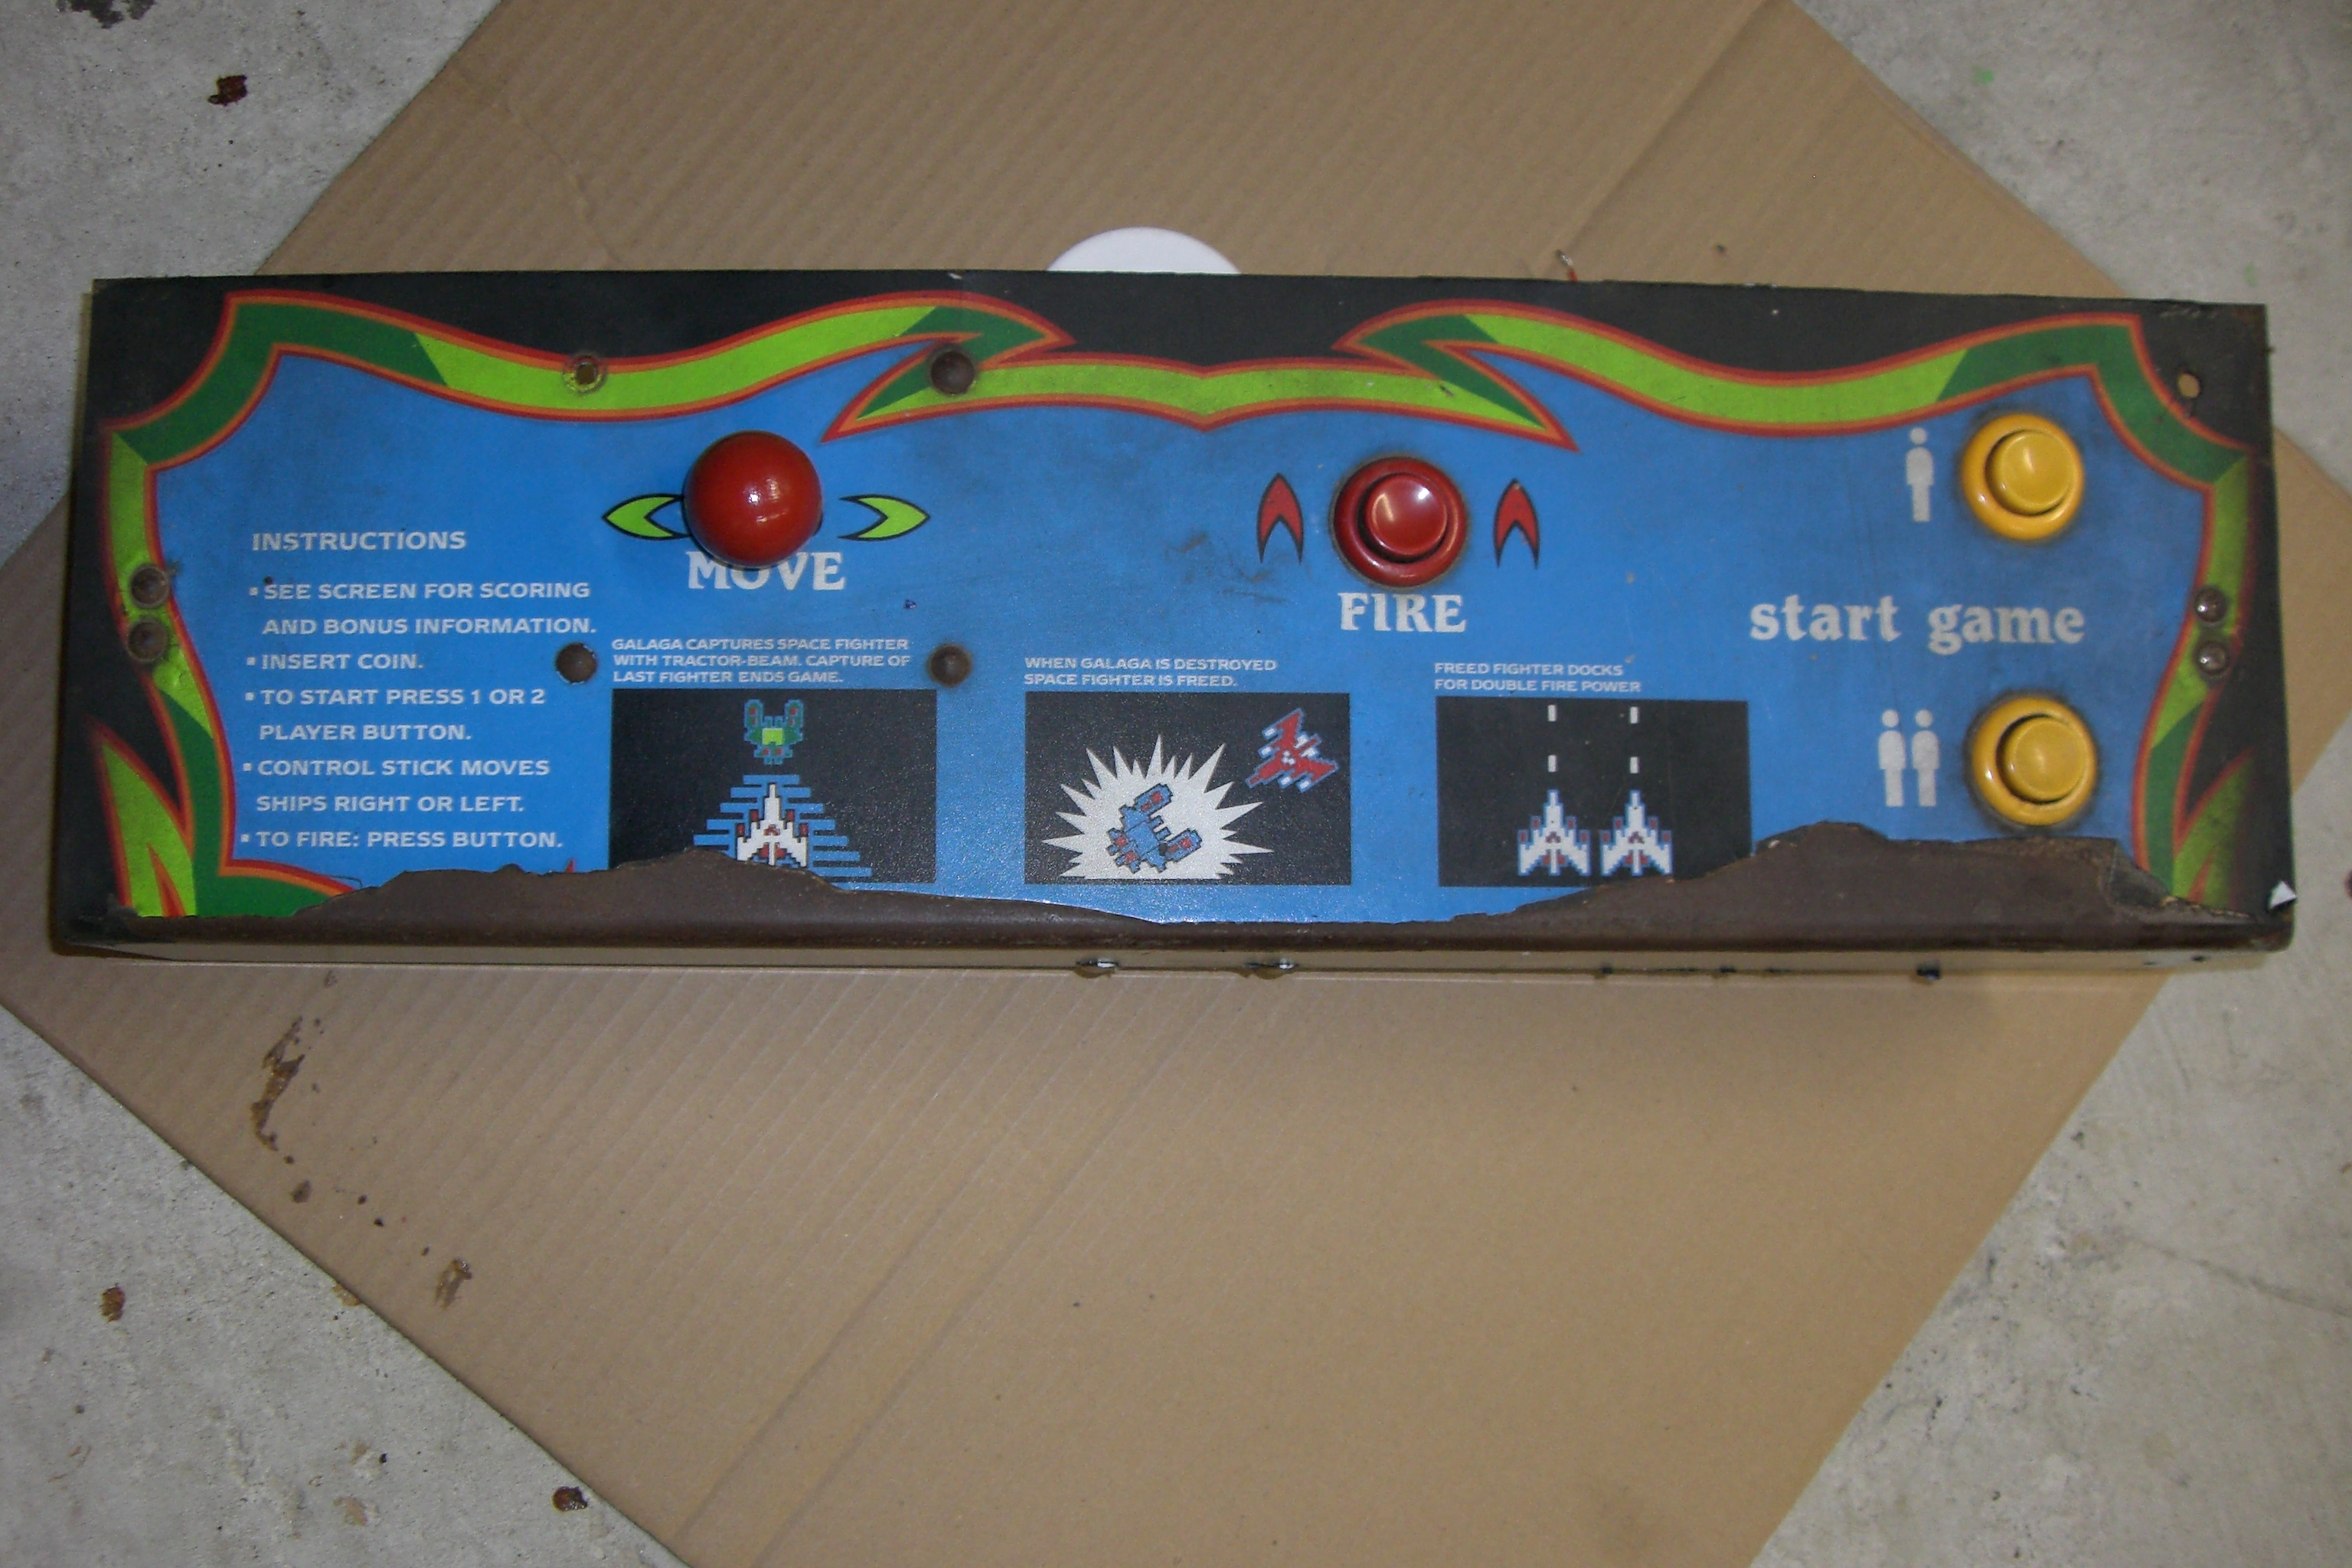 INSTRUCTIONS
▪ SEE SCREEN FOR SCORING
AND BONUS INFORMATION.
▪ INSERT COIN.
▪ TO START PRESS 1 OR 2
PLAYER BUTTON.
▪ CONTROL STICK MOVES
SHIPS RIGHT OR LEFT.
▪ TO FIRE: PRESS BUTTON.
MOVE
GALAGA CAPTURES SPACE FIGHTER
WITH TRACTOR-BEAM. CAPTURE OF
LAST FIGHTER ENDS GAME.
WHEN GALAGA IS DESTROYED
SPACE FIGHTER IS FREED.
FIRE
FREED FIGHTER DOCKS
FOR DOUBLE FIRE POWER
start game